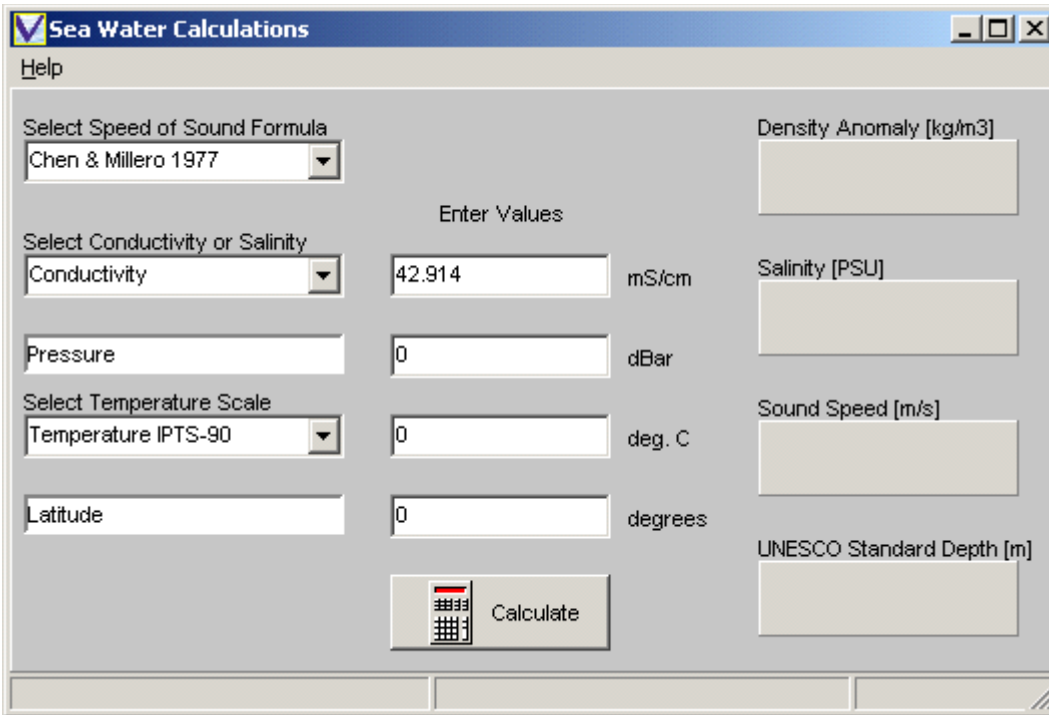 Sea Water Calculations
Help
Select Speed of Sound Formula
Chen & Millero 1977
Enter Values
Select Conductivity or Salinity
Conductivity
42.914
mS/cm
Pressure
0
dBar
Select Temperature Scale
Temperature IPTS-90
0
deg. C
Latitude
0
degrees
Calculate
Density Anomaly [kg/m3]
Salinity [PSU]
Sound Speed [m/s]
UNESCO Standard Depth [m]